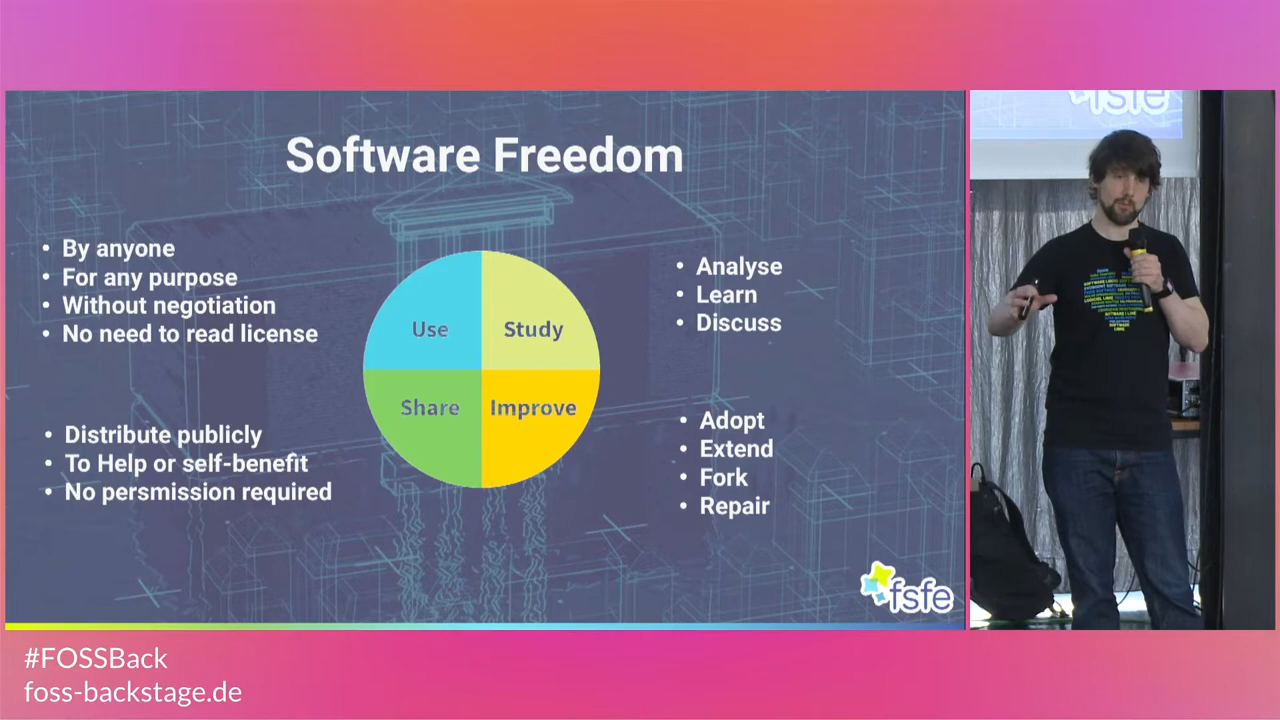 Software Freedom
By anyone
For any purpose
Without negotiation
No need to read license
Analyse
Learn
Discuss
Use
Study
Share
Improve
Distribute publicly
To Help or self-benefit
No persmission required
Adopt
Extend
Fork
Repair
fsfe
fsfe
#FOSSBack
foss-backstage.de